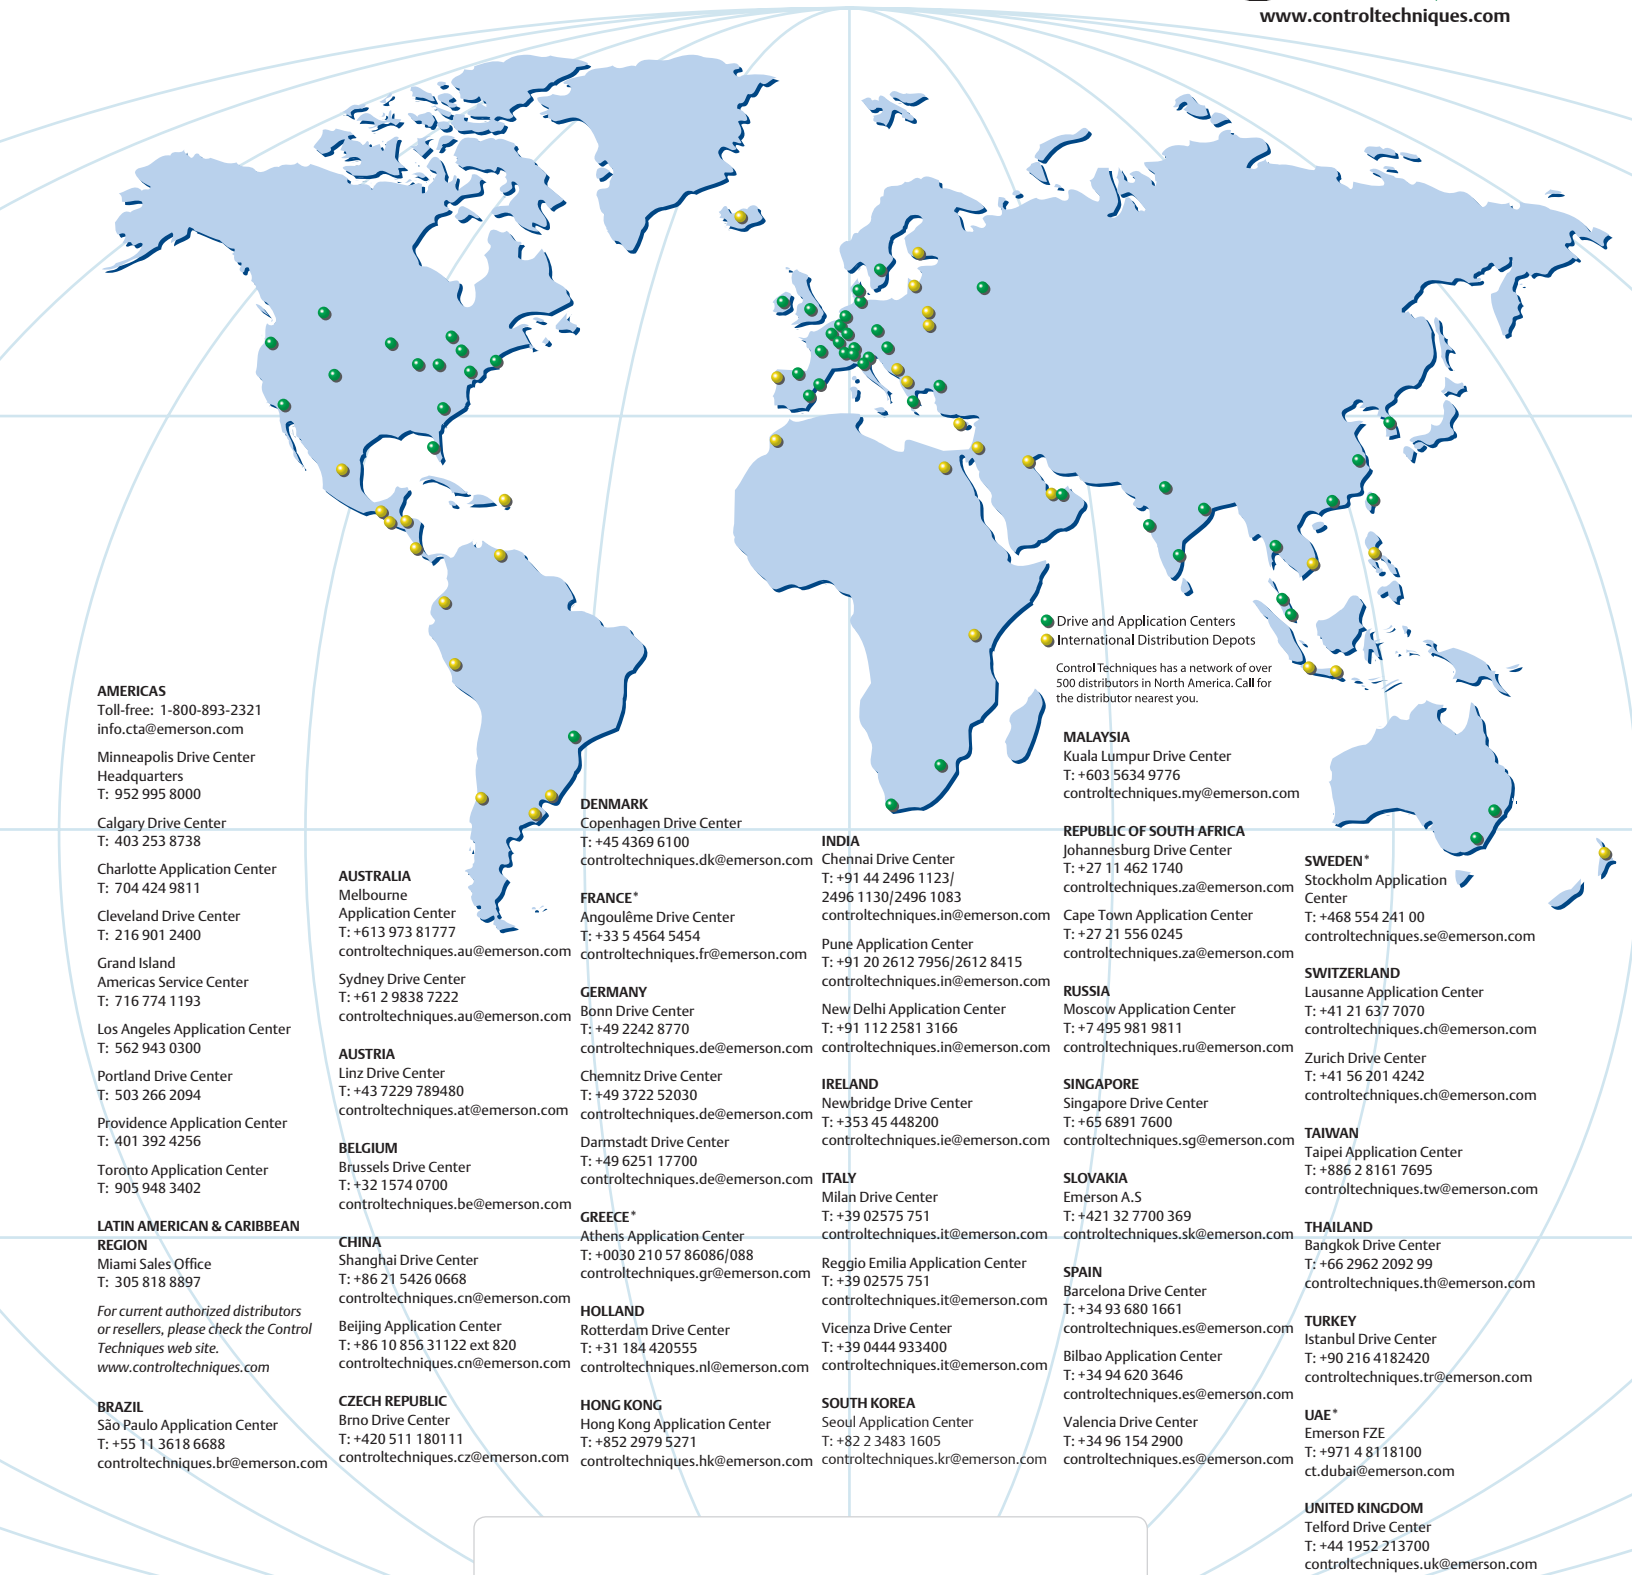 www.controltechniques.com
Drive and Application Centers
International Distribution Depots
Control Techniques has a network of over
500 distributors in North America. Call for
the distributor nearest you.
AMERICAS
Toll-free: 1-800-893-2321
info.cta@emerson.com
Minneapolis Drive Center
Headquarters
T: 952 995 8000
Calgary Drive Center
T: 403 253 8738
Charlotte Application Center
T: 704 424 9811
Cleveland Drive Center
T: 216 901 2400
Grand Island
Americas Service Center
T: 716 774 1193
Los Angeles Application Center
T: 562 943 0300
Portland Drive Center
T: 503 266 2094
Providence Application Center
T: 401 392 4256
Toronto Application Center
T: 905 948 3402
LATIN AMERICAN & CARIBBEAN
REGION
Miami Sales Office
T: 305 818 8897
For current authorized distributors
or resellers, please check the Control
Techniques web site.
www.controltechniques.com
BRAZIL
São Paulo Application Center
T: +55 11 3618 6688
controltechniques.br@emerson.com
AUSTRALIA
Melbourne
Application Center
T: +613 973 81777
controltechniques.au@emerson.com
Sydney Drive Center
T: +61 2 9838 7222
controltechniques.au@emerson.com
AUSTRIA
Linz Drive Center
T: +43 7229 789480
controltechniques.at@emerson.com
BELGIUM
Brussels Drive Center
T: +32 1574 0700
controltechniques.be@emerson.com
CHINA
Shanghai Drive Center
T: +86 21 5426 0668
controltechniques.cn@emerson.com
Beijing Application Center
T: +86 10 856 31122 ext 820
controltechniques.cn@emerson.com
CZECH REPUBLIC
Brno Drive Center
T: +420 511 180111
controltechniques.cz@emerson.com
DENMARK
Copenhagen Drive Center
T: +45 4369 6100
controltechniques.dk@emerson.com
FRANCE*
Angoulême Drive Center
T: +33 5 4564 5454
controltechniques.fr@emerson.com
GERMANY
Bonn Drive Center
T: +49 2242 8770
controltechniques.de@emerson.com
Chemnitz Drive Center
T: +49 3722 52030
controltechniques.de@emerson.com
Darmstadt Drive Center
T: +49 6251 17700
controltechniques.de@emerson.com
GREECE*
Athens Application Center
T: +0030 210 57 86086/088
controltechniques.gr@emerson.com
HOLLAND
Rotterdam Drive Center
T: +31 184 420555
controltechniques.nl@emerson.com
HONG KONG
Hong Kong Application Center
T: +852 2979 5271
controltechniques.hk@emerson.com
INDIA
Chennai Drive Center
T: +91 44 2496 1123/
2496 1130/2496 1083
controltechniques.in@emerson.com
Pune Application Center
T: +91 20 2612 7956/2612 8415
controltechniques.in@emerson.com
New Delhi Application Center
T: +91 112 2581 3166
controltechniques.in@emerson.com
IRELAND
Newbridge Drive Center
T: +353 45 448200
controltechniques.ie@emerson.com
ITALY
Milan Drive Center
T: +39 02575 751
controltechniques.it@emerson.com
Reggio Emilia Application Center
T: +39 02575 751
controltechniques.it@emerson.com
Vicenza Drive Center
T: +39 0444 933400
controltechniques.it@emerson.com
SOUTH KOREA
Seoul Application Center
T: +82 2 3483 1605
controltechniques.kr@emerson.com
MALAYSIA
Kuala Lumpur Drive Center
T: +603 5634 9776
controltechniques.my@emerson.com
REPUBLIC OF SOUTH AFRICA
Johannesburg Drive Center
T: +27 11 462 1740
controltechniques.za@emerson.com
Cape Town Application Center
T: +27 21 556 0245
controltechniques.za@emerson.com
RUSSIA
Moscow Application Center
T: +7 495 981 9811
controltechniques.ru@emerson.com
SINGAPORE
Singapore Drive Center
T: +65 6891 7600
controltechniques.sg@emerson.com
SLOVAKIA
Emerson A.S
T: +421 32 7700 369
controltechniques.sk@emerson.com
SPAIN
Barcelona Drive Center
T: +34 93 680 1661
controltechniques.es@emerson.com
Bilbao Application Center
T: +34 94 620 3646
controltechniques.es@emerson.com
Valencia Drive Center
T: +34 96 154 2900
controltechniques.es@emerson.com
SWEDEN*
Stockholm Application
Center
T: +468 554 241 00
controltechniques.se@emerson.com
SWITZERLAND
Lausanne Application Center
T: +41 21 637 7070
controltechniques.ch@emerson.com
Zurich Drive Center
T: +41 56 201 4242
controltechniques.ch@emerson.com
TAIWAN
Taipei Application Center
T: +886 2 8161 7695
controltechniques.tw@emerson.com
THAILAND
Bangkok Drive Center
T: +66 2962 2092 99
controltechniques.th@emerson.com
TURKEY
Istanbul Drive Center
T: +90 216 4182420
controltechniques.tr@emerson.com
UAE*
Emerson FZE
T: +971 4 8118100
ct.dubai@emerson.com
UNITED KINGDOM
Telford Drive Center
T: +44 1952 213700
controltechniques.uk@emerson.com